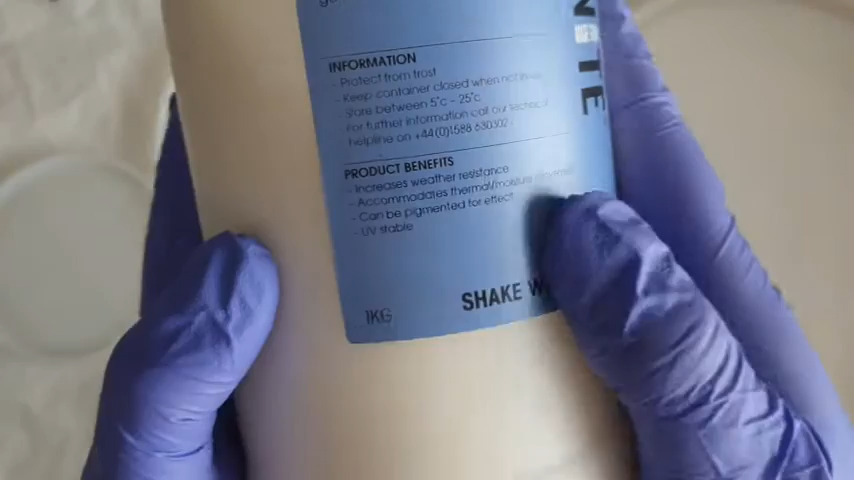 INFORMATION
- Protect from frost
- Keep container closed when not in use
- Store between 5°c - 25°c
For further information call our technical
helpline on +44(0)1588 630302
PRODUCT BENEFITS
- Increases weather resistance
- Accommodates thermal/moisture
- Can be pigmented for effect
- UV stable
1KG
SHAKE